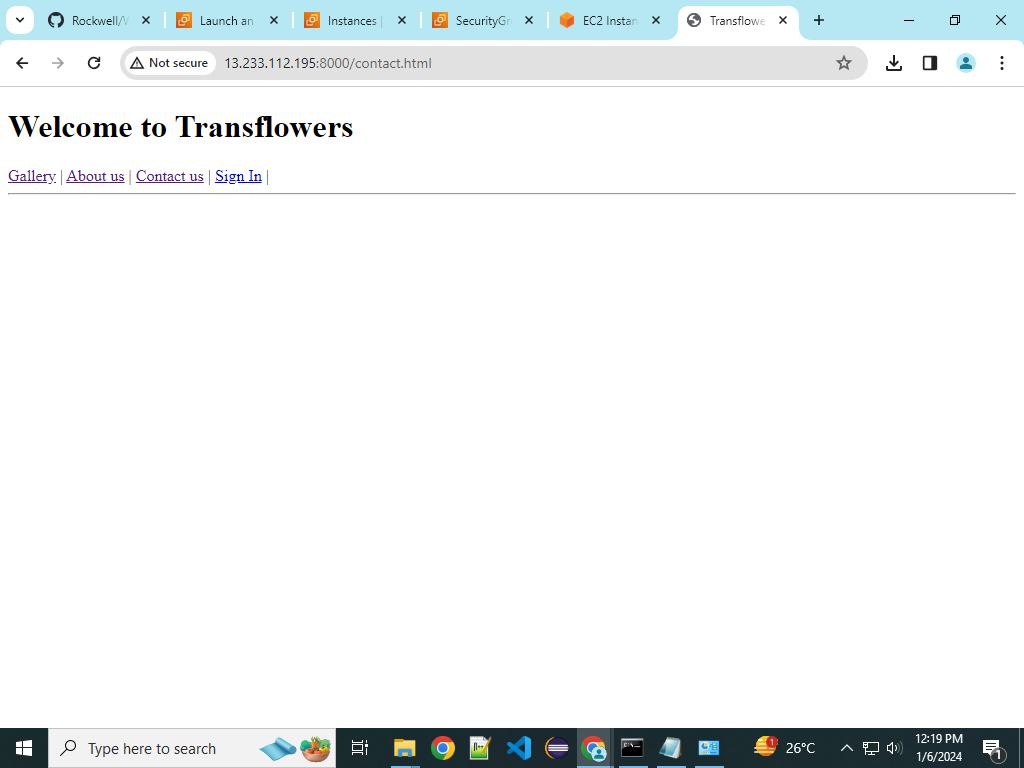 Rockwell/W
Launch an
Instances |
SecurityGr
EC2 Instan
Transflowe
Not secure
13.233.112.195:8000/contact.html
Welcome to Transflowers
Gallery | About us | Contact us | Sign In |
Type here to search
1
26°C
12:19 PM
1/6/2024
1